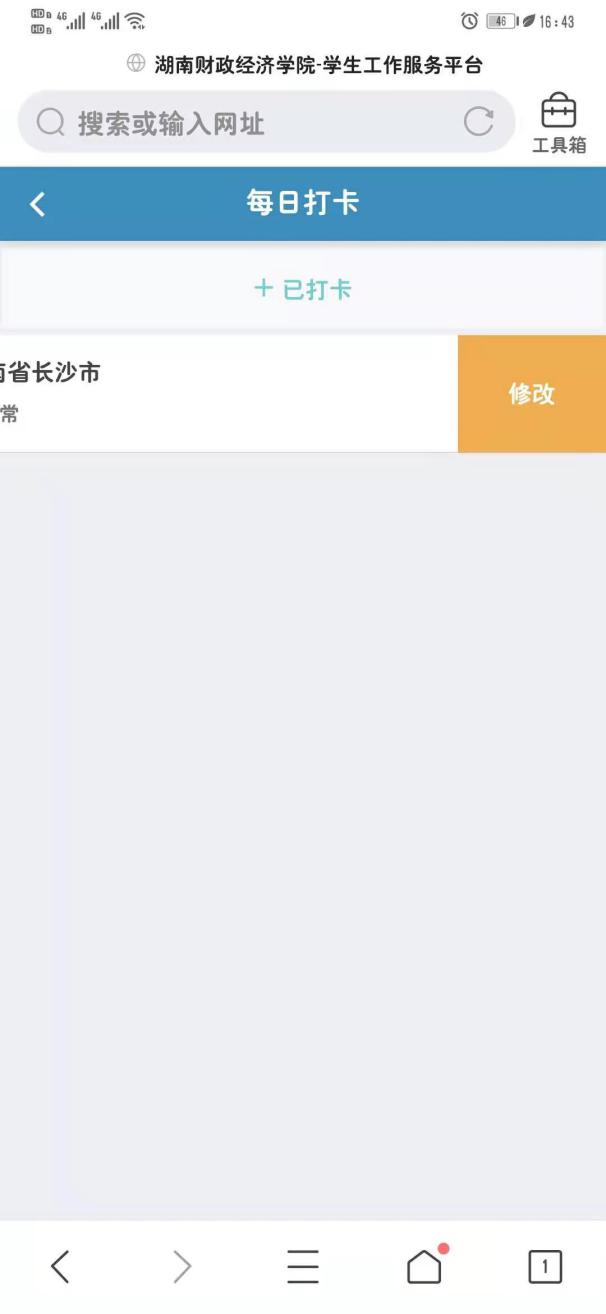 46 16:43
湖南财政经济学院-学生工作服务平台
搜索或输入网址
工具箱
每日打卡
+ 已打卡
省长沙市
常
修改
1